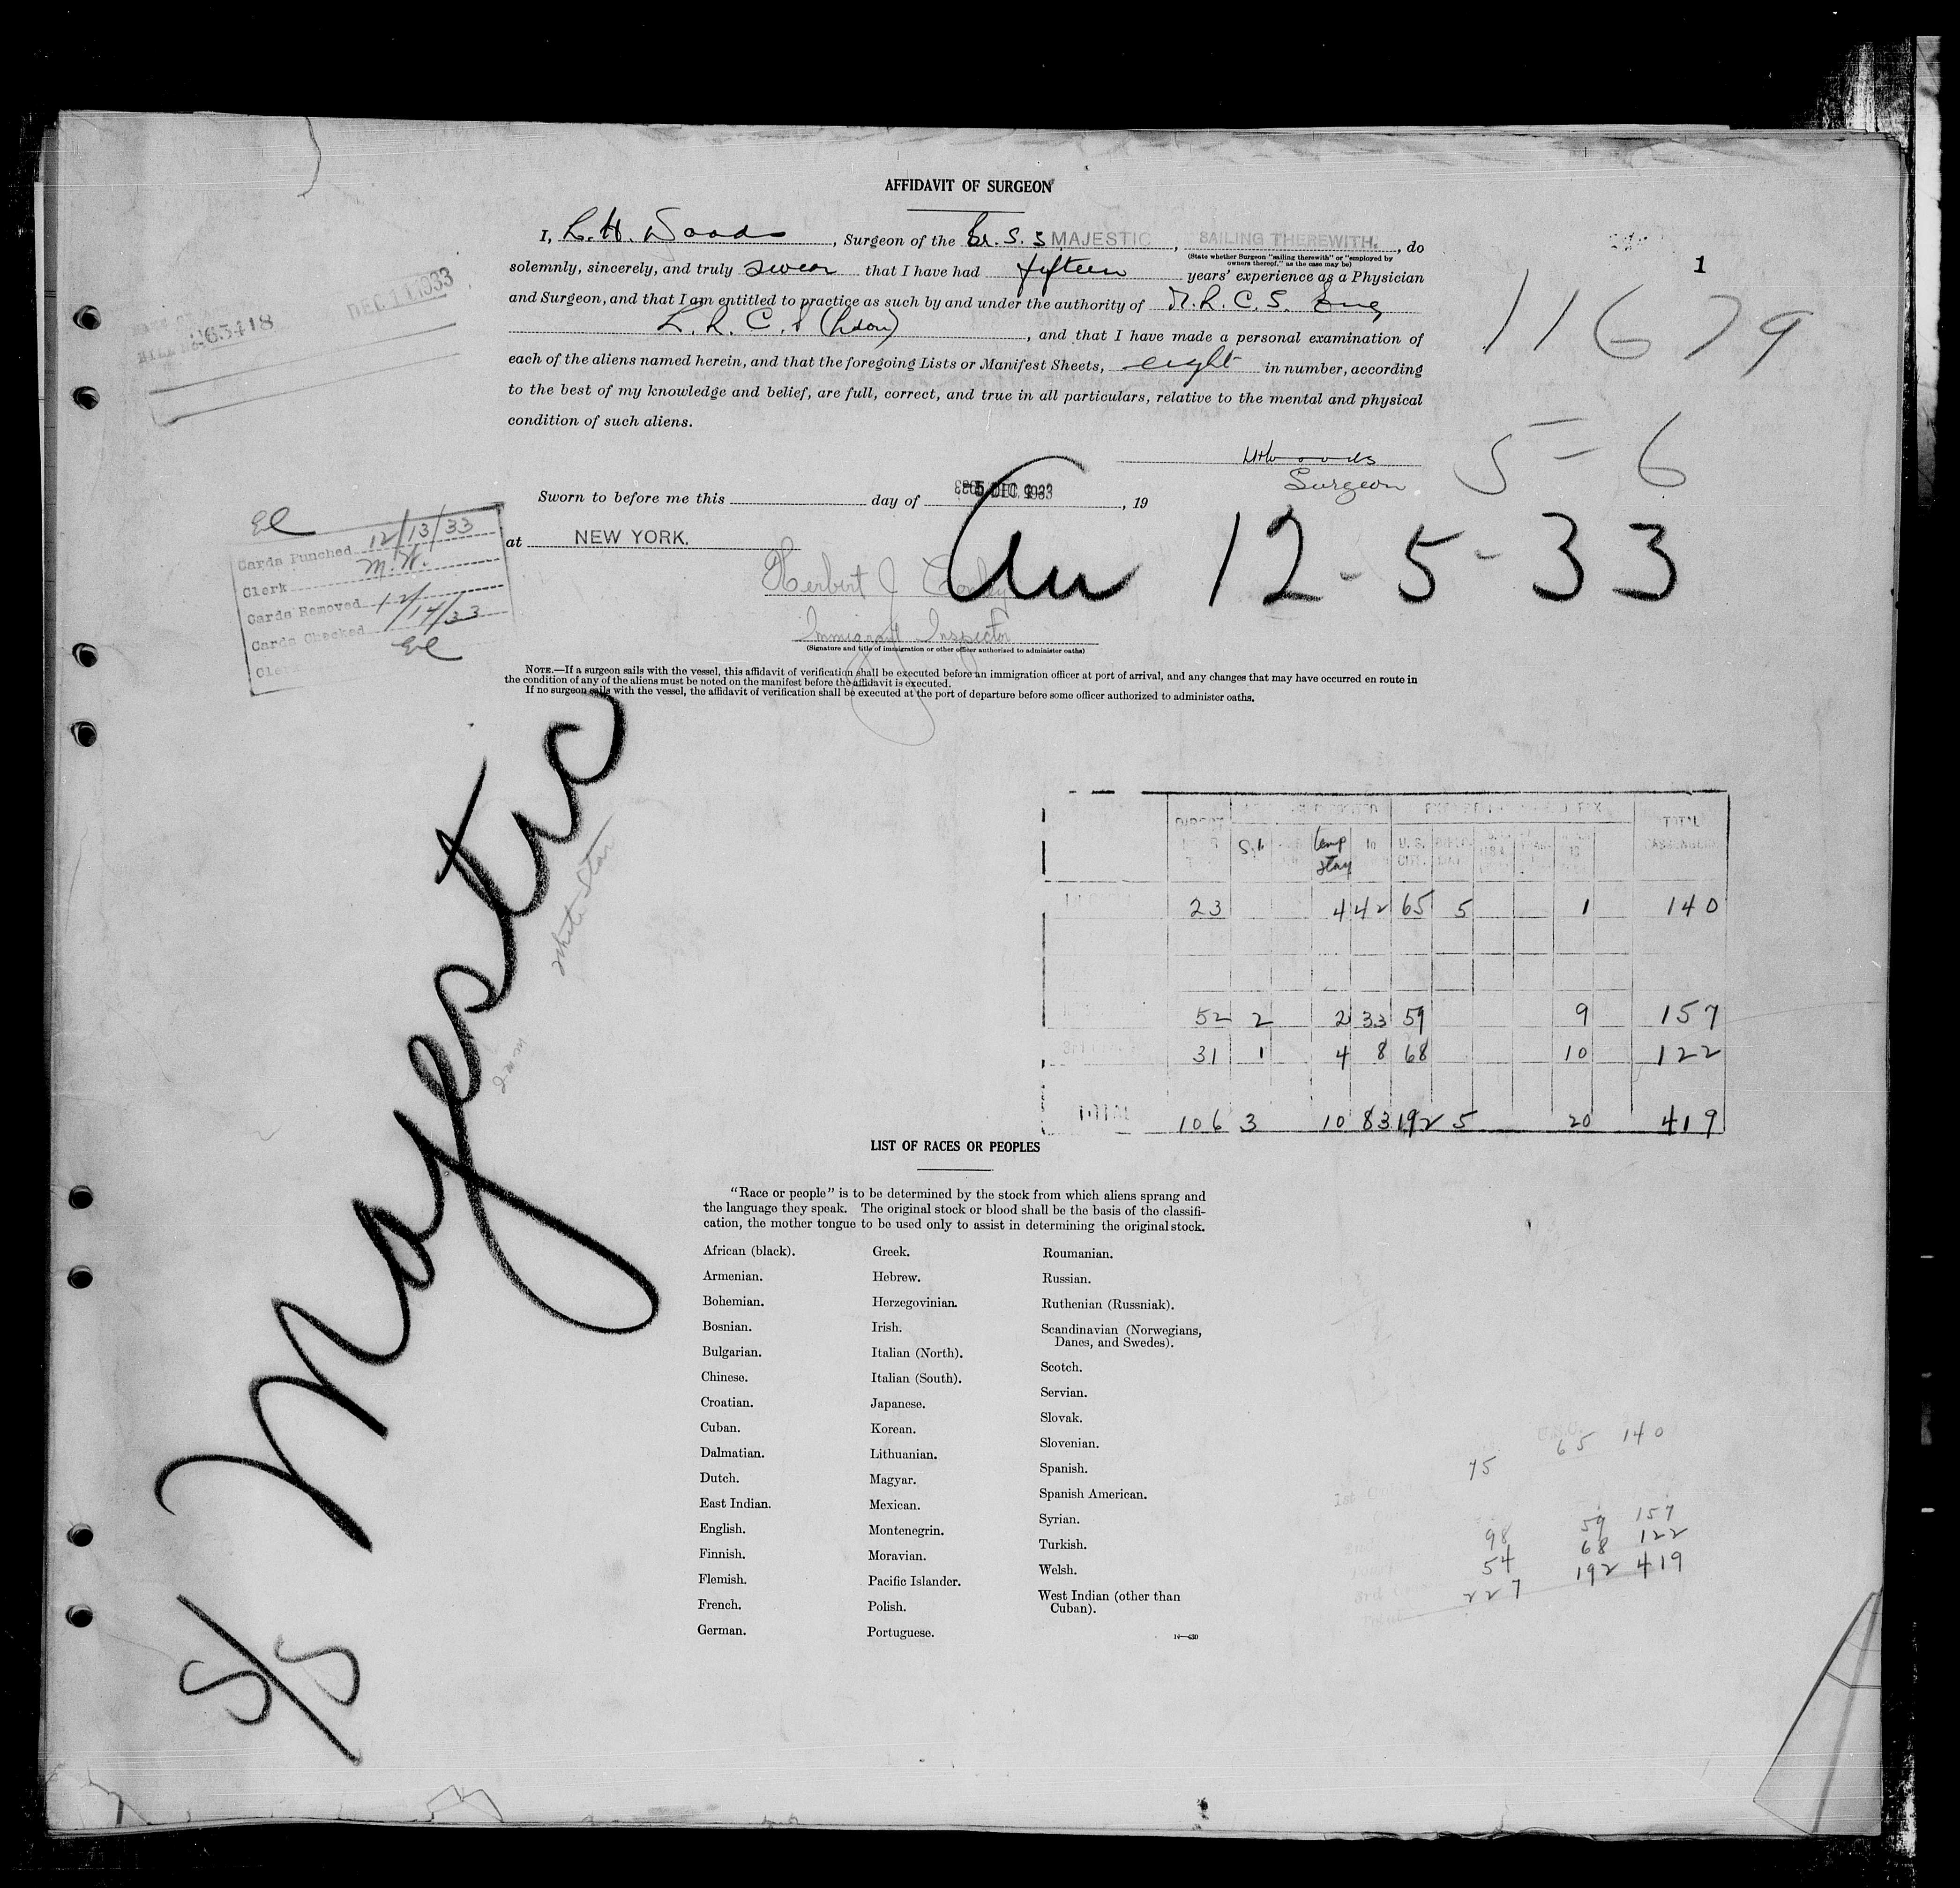 AFFIDAVIT OF SURGEON
I, L. H. Woods, Surgeon of the Br. S. S MAJESTIC, SAILING THEREWITH., do
(State whether Surgeon "sailing therewith" or "employed by
owners thereof," as the case may be)
solemnly, sincerely, and truly swear that I have had fifteen years' experience as a Physician
and Surgeon, and that I am entitled to practice as such by and under the authority of M. R. C. S. Eng
L. R. C. , and that I have made a personal examination of
each of the aliens named herein, and that the foregoing Lists or Manifest Sheets, eight in number, according
to the best of my knowledge and belief, are full, correct, and true in all particulars, relative to the mental and physical
condition of such aliens.
1
11679
5 - 6
63418
DEC 11 1933
LHWoods
Surgeon
Sworn to before me this day of 5 DEC 1933, 19
at NEW YORK.
Arr 12-5-33
Herbert J
Immigrant Inspector
(Signature and title of immigration or other officer authorized to administer oaths)
El
Cards Punched 12/13/33
Clerk M.W.
Cards Removed 12/14/33
Cards Checked El
Clerk
NOTE.—If a surgeon sails with the vessel, this affidavit of verification shall be executed before an immigration officer at port of arrival, and any changes that may have occurred en route in
the condition of any of the aliens must be noted on the manifest before the affidavit is executed.
If no surgeon sails with the vessel, the affidavit of verification shall be executed at the port of departure before some officer authorized to administer oaths.
S/S Majestic
White Star
TOTAL
S.I. temp stay In U.S. CIT.
23 4 42 65 5 1 140
52 2 2 33 59 9 157
31 1 4 8 68 10 122
TOTAL 106 3 10 83 192 5 20 419
LIST OF RACES OR PEOPLES
"Race or people" is to be determined by the stock from which aliens sprang and
the language they speak. The original stock or blood shall be the basis of the classifi-
cation, the mother tongue to be used only to assist in determining the original stock.
African (black).
Armenian.
Bohemian.
Bosnian.
Bulgarian.
Chinese.
Croatian.
Cuban.
Dalmatian.
Dutch.
East Indian.
English.
Finnish.
Flemish.
French.
German.
Greek.
Hebrew.
Herzegovinian.
Irish.
Italian (North).
Italian (South).
Japanese.
Korean.
Lithuanian.
Magyar.
Mexican.
Montenegrin.
Moravian.
Pacific Islander.
Polish.
Portuguese.
Roumanian.
Russian.
Ruthenian (Russniak).
Scandinavian (Norwegians,
Danes, and Swedes).
Scotch.
Servian.
Slovak.
Slovenian.
Spanish.
Spanish American.
Syrian.
Turkish.
Welsh.
West Indian (other than
Cuban).
75 65 140
98 59 157
54 68 122
227 192 419